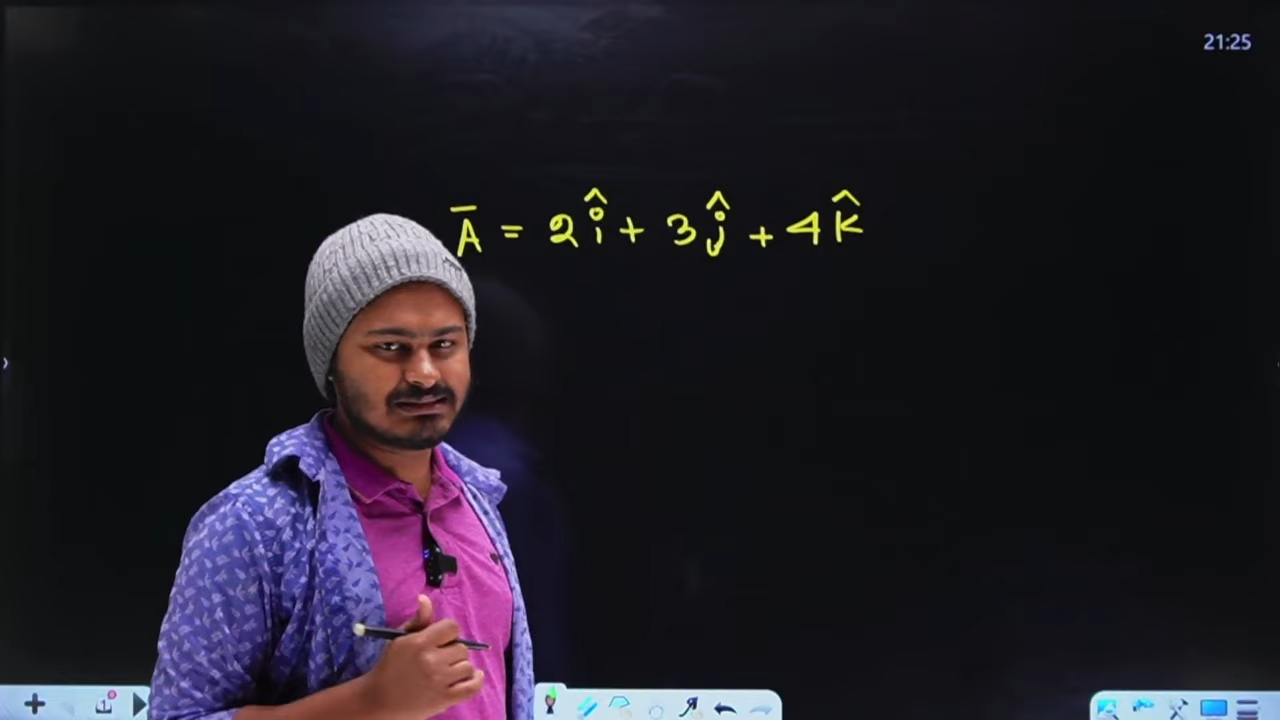 21:25
A̅ = 2î + 3ĵ + 4k̂